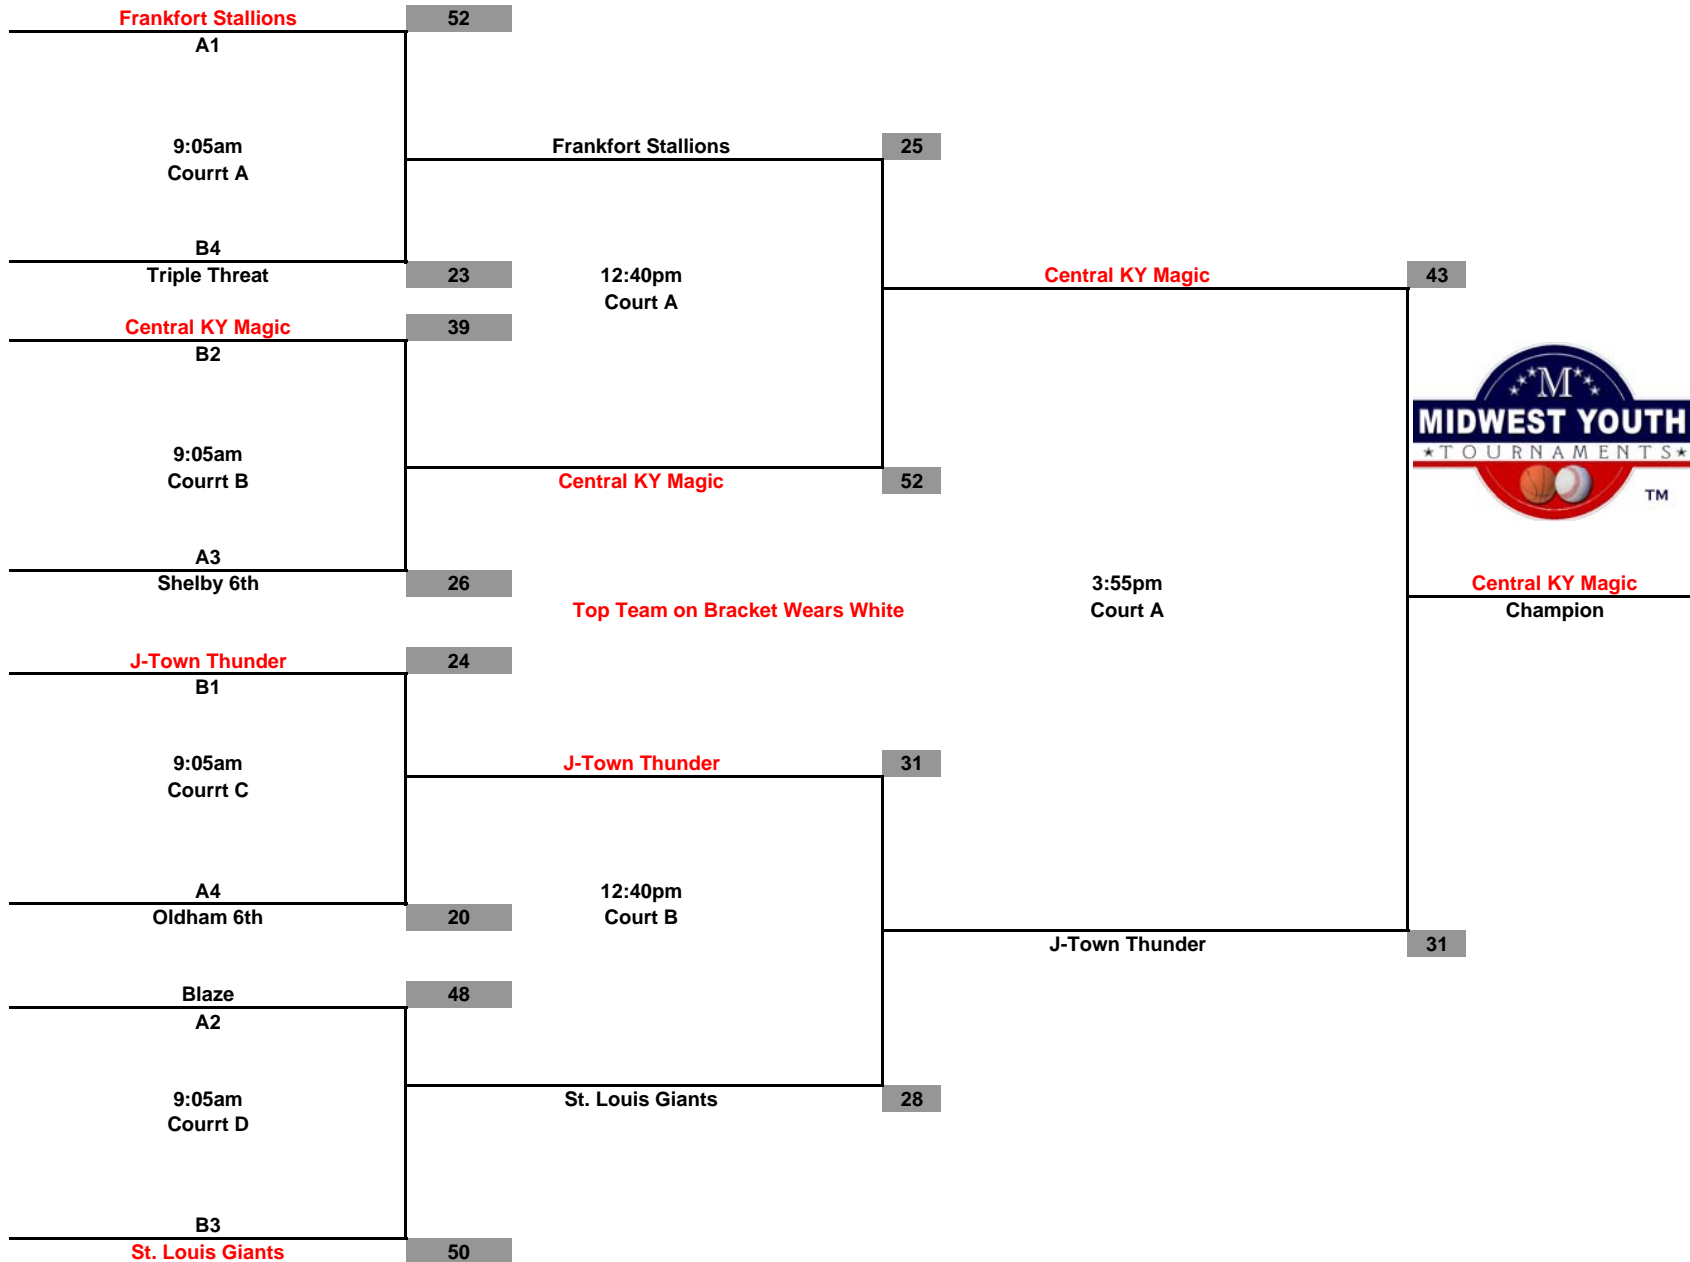 Frankfort Stallions 52
A1
9:05am
Courrt A
Frankfort Stallions 25
B4
Triple Threat 23
12:40pm
Court A
Central KY Magic 43
Central KY Magic 39
B2
9:05am
Courrt B
Central KY Magic 52
A3
Shelby 6th 26
Top Team on Bracket Wears White
3:55pm
Court A
M
MIDWEST YOUTH
TOURNAMENTS
TM
Central KY Magic
Champion
J-Town Thunder 24
B1
9:05am
Courrt C
J-Town Thunder 31
A4
Oldham 6th 20
12:40pm
Court B
J-Town Thunder 31
Blaze 48
A2
9:05am
Courrt D
St. Louis Giants 28
B3
St. Louis Giants 50